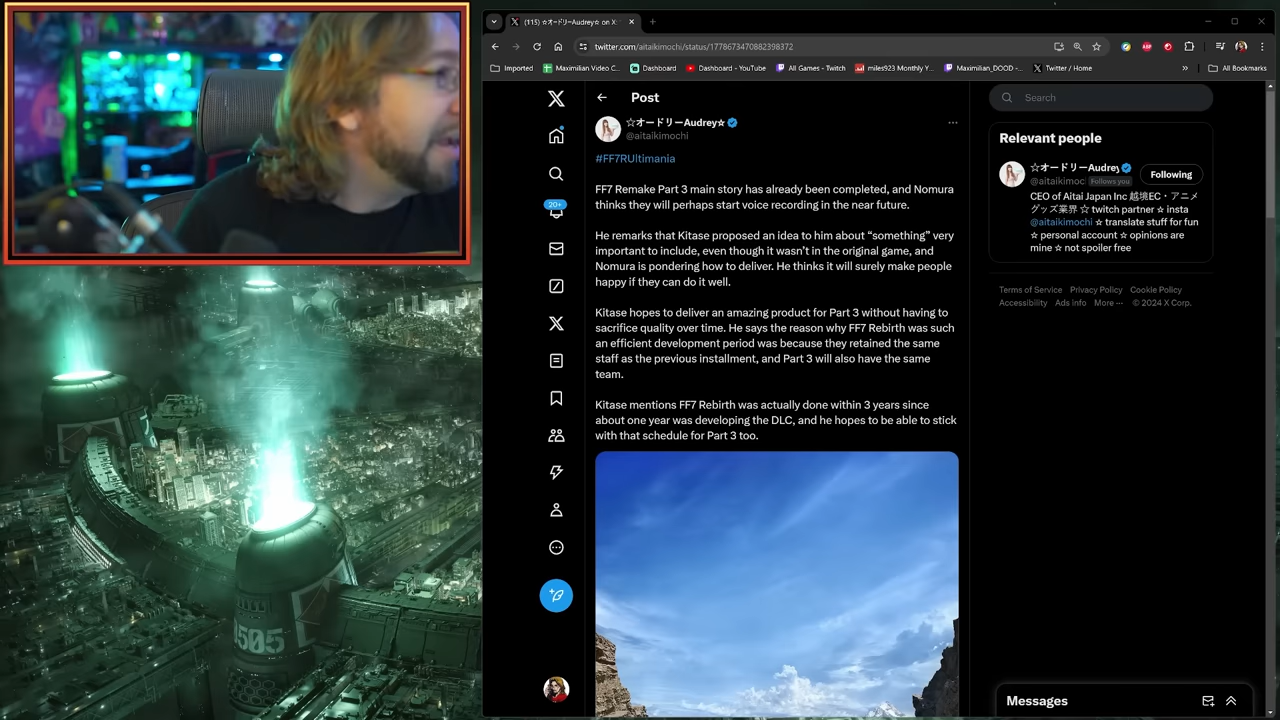 (115) ☆オードリーAudrey☆ on X:
twitter.com/aitaikimochi/status/1778673470882398372
Imported
Maximilian Video C...
Dashboard
Dashboard - YouTube
All Games - Twitch
miles923 Monthly Y...
Maximilian_DOOD -...
Twitter / Home
»
All Bookmarks
Post
Search
☆オードリーAudrey☆
@aitaikimochi
#FF7RUltimania
FF7 Remake Part 3 main story has already been completed, and Nomura
thinks they will perhaps start voice recording in the near future.
He remarks that Kitase proposed an idea to him about “something” very
important to include, even though it wasn’t in the original game, and
Nomura is pondering how to deliver. He thinks it will surely make people
happy if they can do it well.
Kitase hopes to deliver an amazing product for Part 3 without having to
sacrifice quality over time. He says the reason why FF7 Rebirth was such
an efficient development period was because they retained the same
staff as the previous installment, and Part 3 will also have the same
team.
Kitase mentions FF7 Rebirth was actually done within 3 years since
about one year was developing the DLC, and he hopes to be able to stick
with that schedule for Part 3 too.
20+
Relevant people
☆オードリーAudrey
@aitaikimoc Follows you
Following
CEO of Aitai Japan Inc 越境EC・アニメ
グッズ業界 ☆ twitch partner ☆ insta
@aitaikimochi ☆ translate stuff for fun
☆ personal account ☆ opinions are
mine ☆ not spoiler free
Terms of Service Privacy Policy Cookie Policy
Accessibility Ads info More ··· © 2024 X Corp.
Messages
505